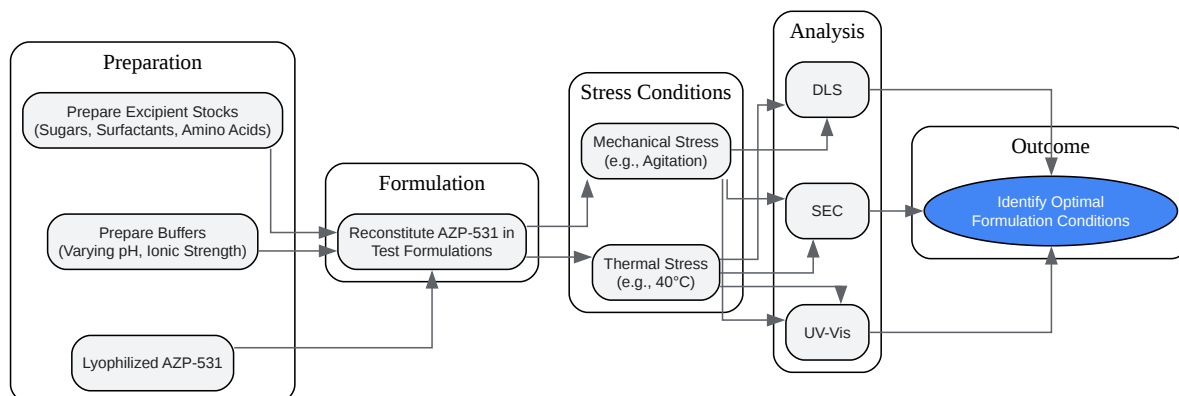 Preparation
Prepare Excipient Stocks
(Sugars, Surfactants, Amino Acids)
Prepare Buffers
(Varying pH, Ionic Strength)
Lyophilized AZP-531
Formulation
Reconstitute AZP-531 in
Test Formulations
Stress Conditions
Mechanical Stress
(e.g., Agitation)
Thermal Stress
(e.g., 40°C)
Analysis
DLS
SEC
UV-Vis
Outcome
Identify Optimal
Formulation Conditions